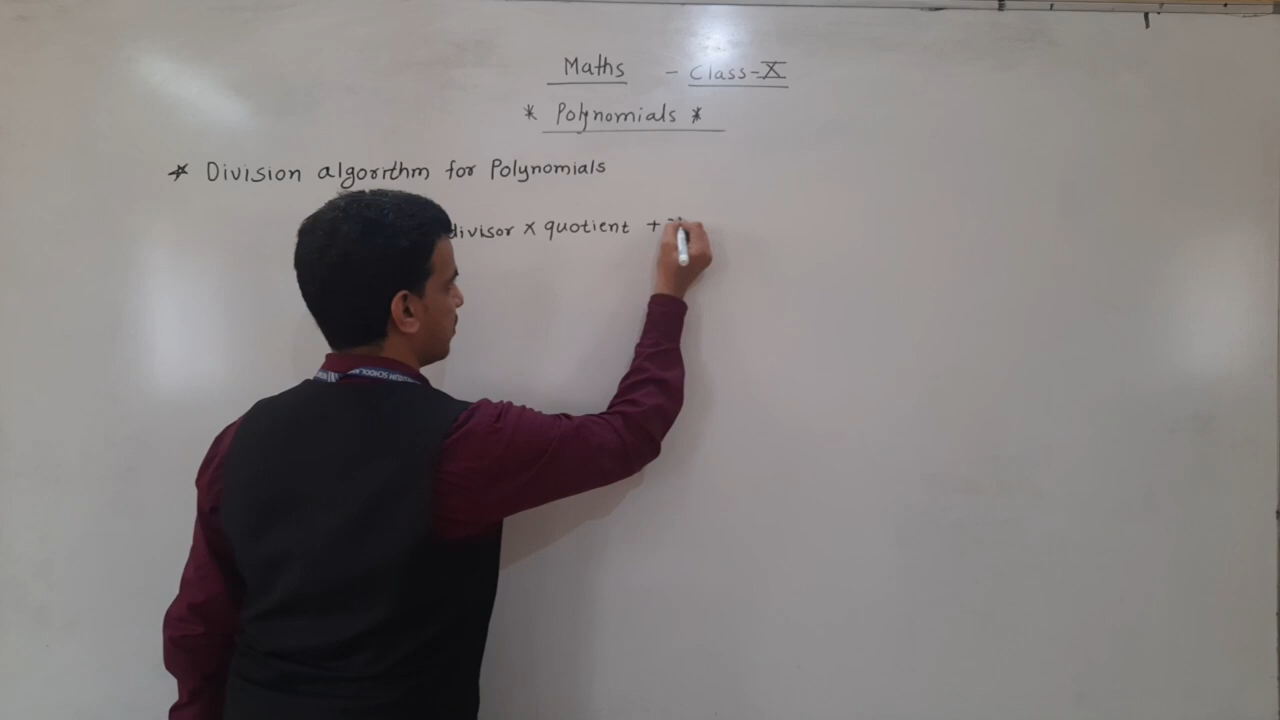 Maths - Class-X
* Polynomials *
* Division algorithm for Polynomials
divisor × quotient +